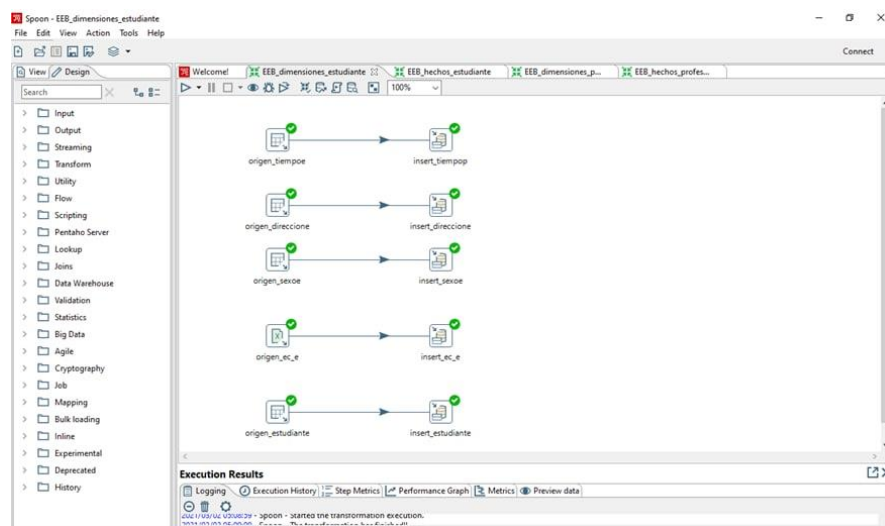 Spoon - EEB_dimensiones_estudiante
File Edit View Action Tools Help
Connect
View Design
Welcome! EEB_dimensiones_estudiante EEB_hechos_estudiante EEB_dimensiones_p... EEB_hechos_profes...
Search
100%
Input
Output
Streaming
Transform
Utility
Flow
Scripting
Pentaho Server
Lookup
Joins
Data Warehouse
Validation
Statistics
Big Data
Agile
Cryptography
Job
Mapping
Bulk loading
Inline
Experimental
Deprecated
History
origen_tiempoe insert_tiempop
origen_direccione insert_direccione
origen_sexoe insert_sexoe
origen_ec_e insert_ec_e
origen_estudiante insert_estudiante
Execution Results
Logging Execution History Step Metrics Performance Graph Metrics Preview data
- Spoon - Started the transformation execution.
- Spoon - The transformation has finished!!